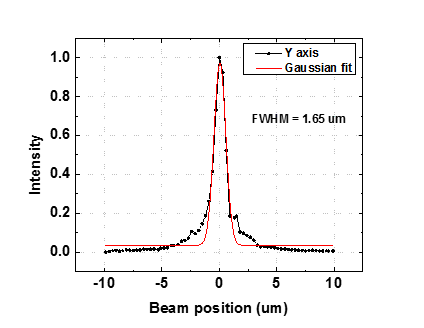 Y axis
Gaussian fit
FWHM = 1.65 um
1.0
0.8
0.6
0.4
0.2
0.0
Intensity
-10 -5 0 5 10
Beam position (um)